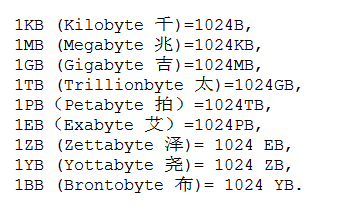 1KB (Kilobyte 千)=1024B,
1MB (Megabyte 兆)=1024KB,
1GB (Gigabyte 吉)=1024MB,
1TB (Trillionbyte 太)=1024GB,
1PB（Petabyte 拍）=1024TB,
1EB（Exabyte 艾）=1024PB,
1ZB (Zettabyte 泽)= 1024 EB,
1YB (Yottabyte 尧)= 1024 ZB,
1BB (Brontobyte 布)= 1024 YB.